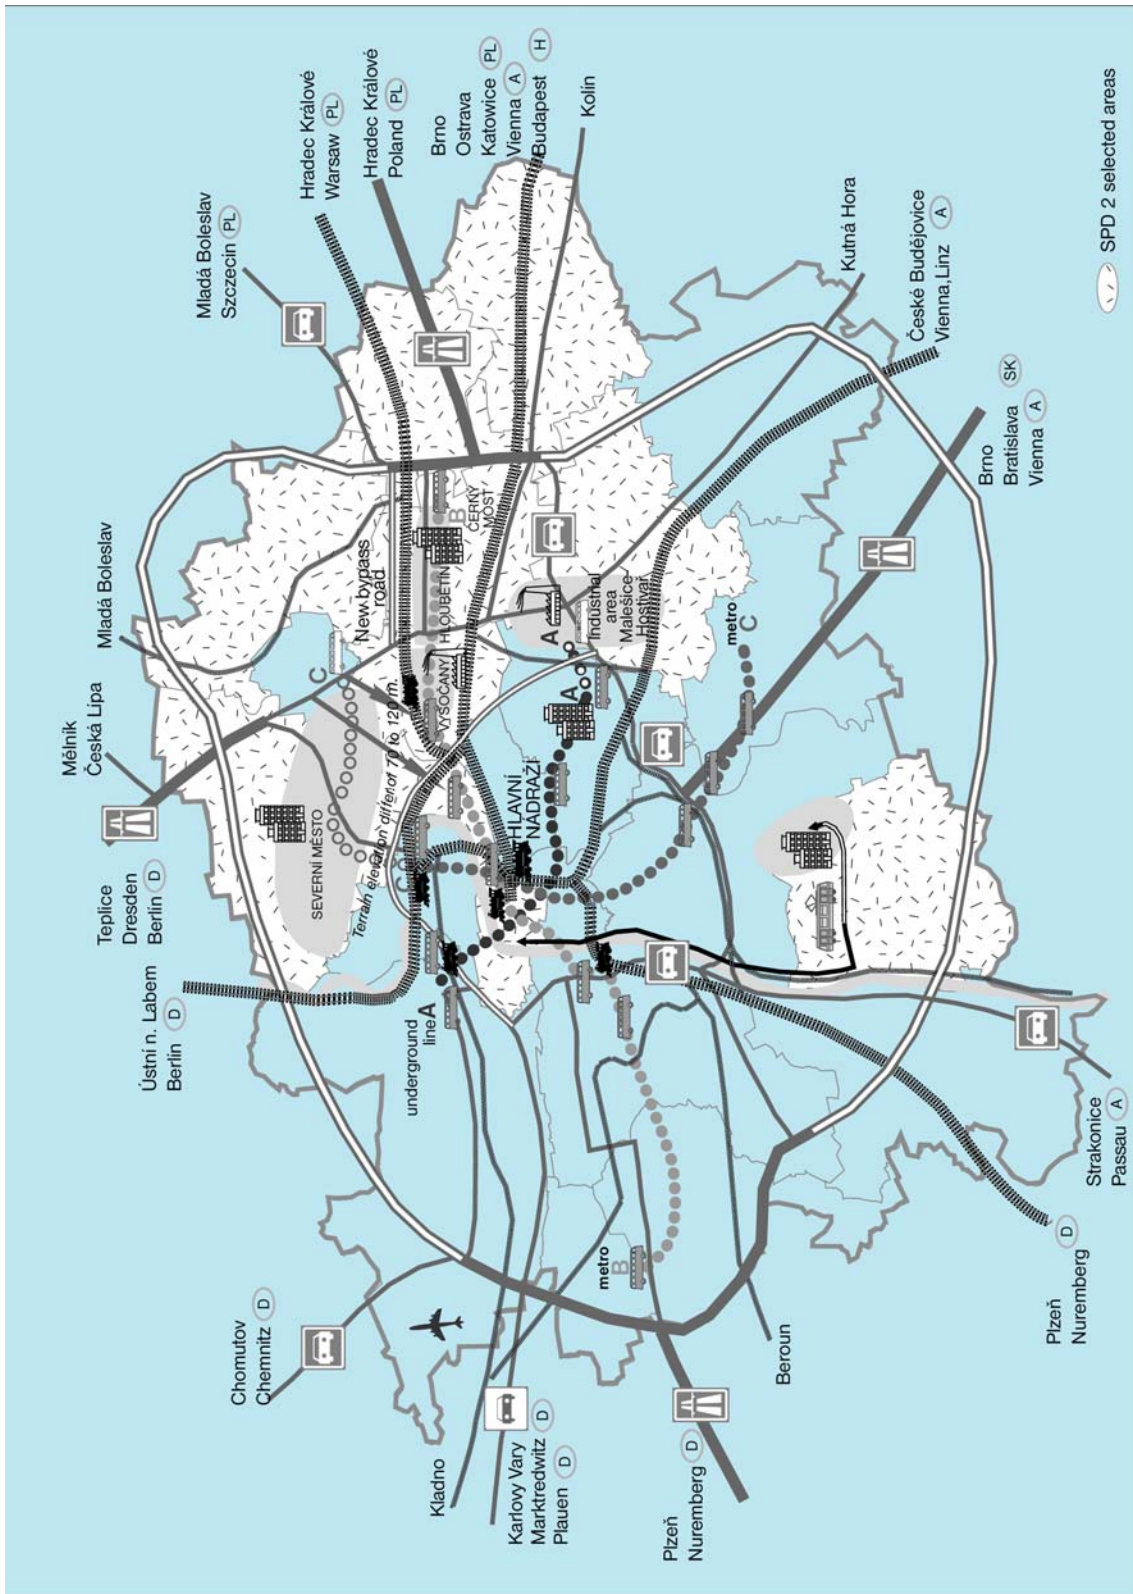 Chomutov
Chemnitz D
Kladno
Karlovy Vary
Marktredwitz D
Plauen D
Plzeň
Nuremberg D
Beroun
Plzeň
Nuremberg D
Strakonice
Passau A
Ústní n. Labem
Berlin D
Teplice
Dresden
Berlin D
Mělník
Česká Lípa
Mladá Boleslav
Mladá Boleslav
Szczecin PL
Hradec Králové
Warsaw PL
Hradec Králové
Poland PL
Brno
Ostrava
Katowice PL
Vienna A
Budapest H
Kolín
Kutná Hora
České Budějovice
Vienna,Linz A
Brno
Bratislava SK
Vienna A
SEVERNÍ MĚSTO
Terrain elevation differ.of 10 to 120 m.
New bypass
road
C
C
VYSOČANY
HLOUBĚTÍN
B
ČERNÝ
MOST
underground
line A
HLAVNÍ
NÁDRAŽÍ
A
A
Industrial
area
Malešice-
Hostivař
metro
C
metro
B
SPD 2 selected areas